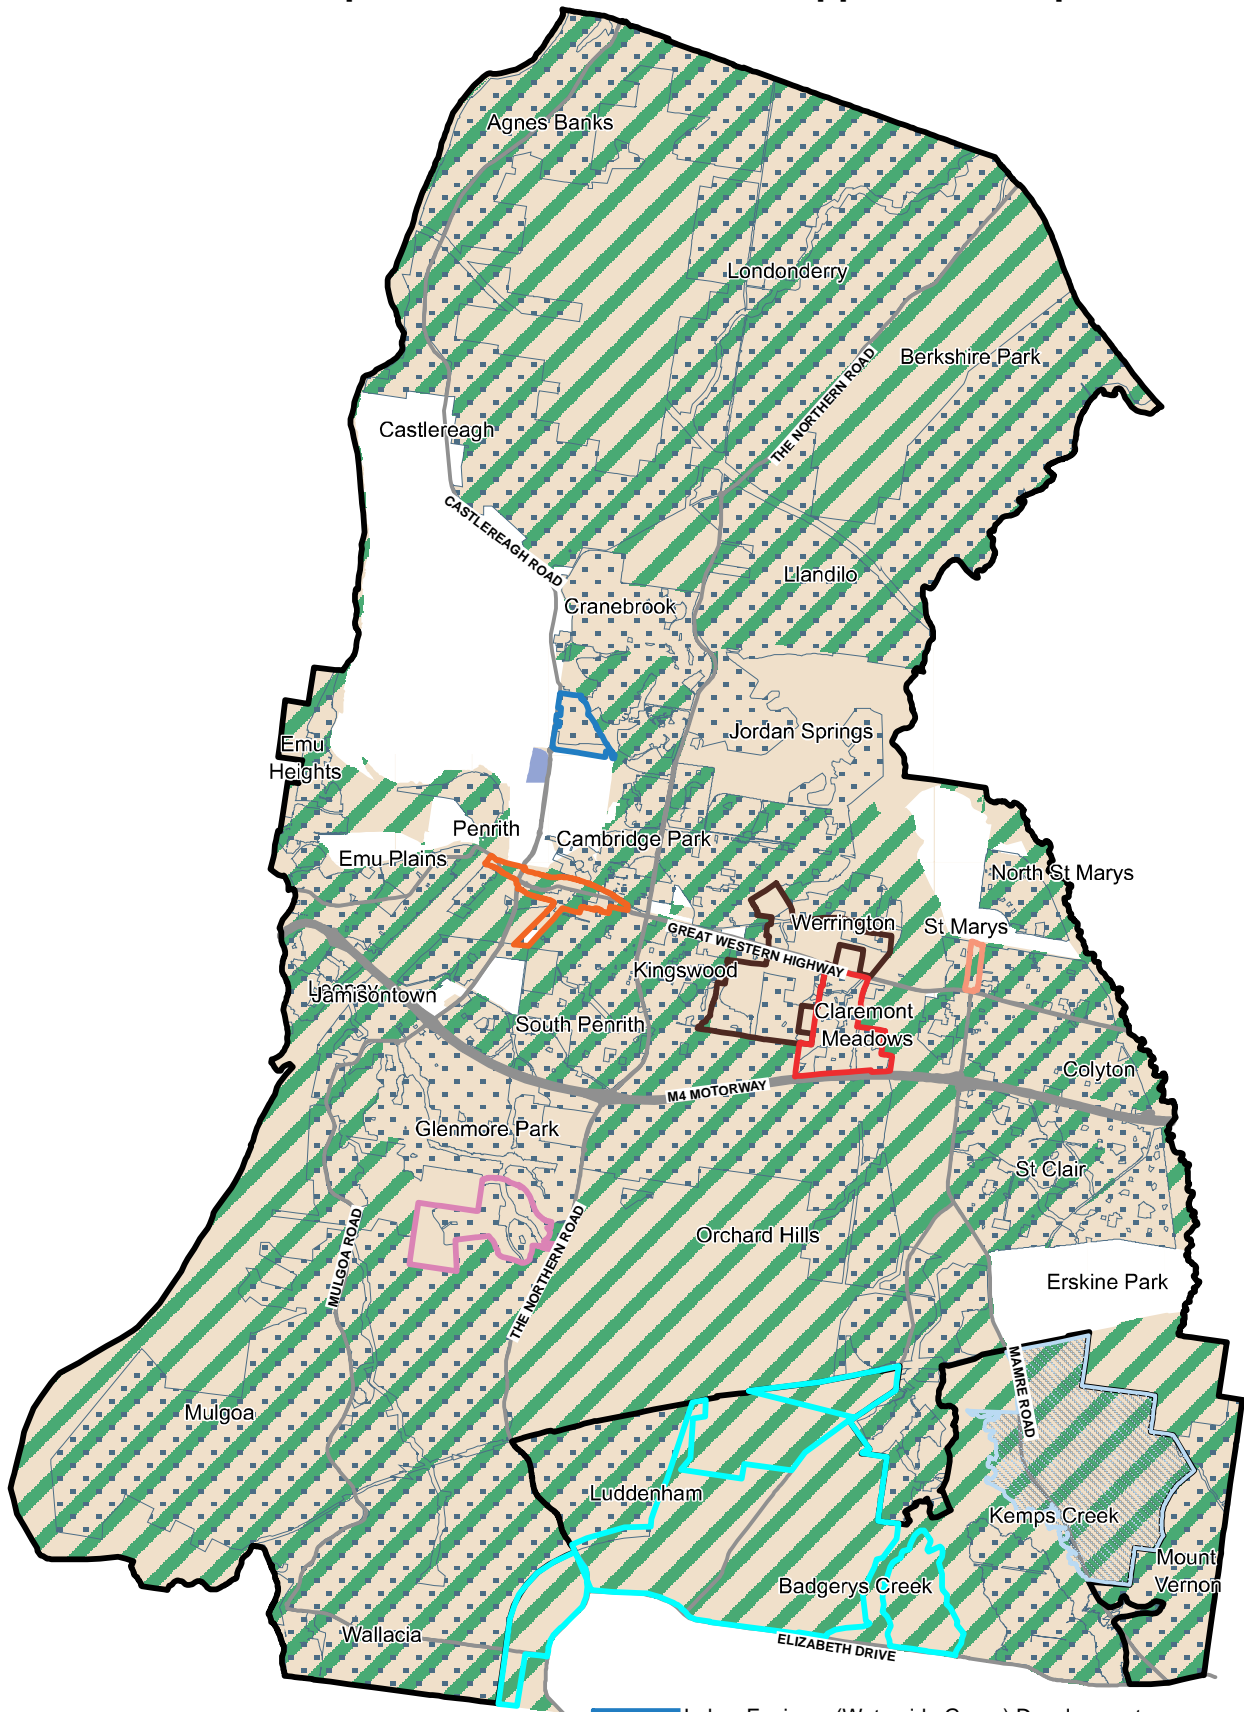 Agnes Banks
Londonderry
Berkshire Park
THE NORTHERN ROAD
Castlereagh
CASTLEREAGH ROAD
Llandilo
Cranebrook
Jordan Springs
Emu
Heights
Penrith
Cambridge Park
Emu Plains
North St Marys
Werrington
St Marys
GREAT WESTERN HIGHWAY
Kingswood
Jamisontown
Claremont
Meadows
South Penrith
Colyton
M4 MOTORWAY
Glenmore Park
St Clair
MULGOA ROAD
THE NORTHERN ROAD
Orchard Hills
Erskine Park
MAMRE ROAD
Mulgoa
Luddenham
Kemps Creek
Mount
Vernon
Badgerys Creek
Wallacia
ELIZABETH DRIVE